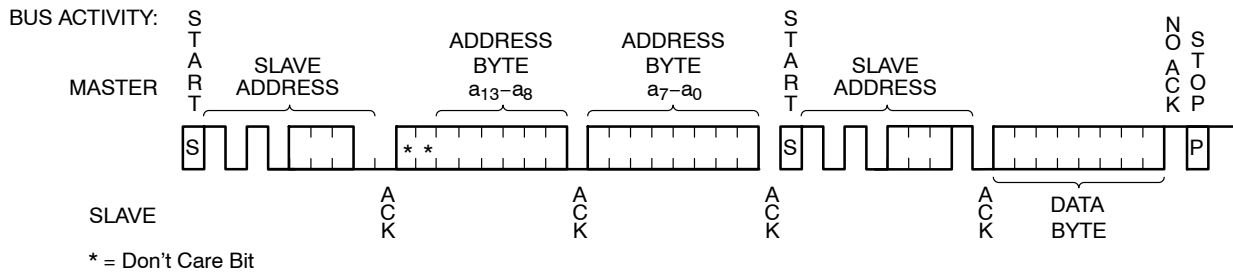 BUS ACTIVITY:
MASTER
START
SLAVE
ADDRESS
ADDRESS
BYTE
a13–a8
ADDRESS
BYTE
a7–a0
START
SLAVE
ADDRESS
NO ACK
STOP
S
* *
S
P
SLAVE
ACK
ACK
ACK
ACK
DATA
BYTE
* = Don't Care Bit